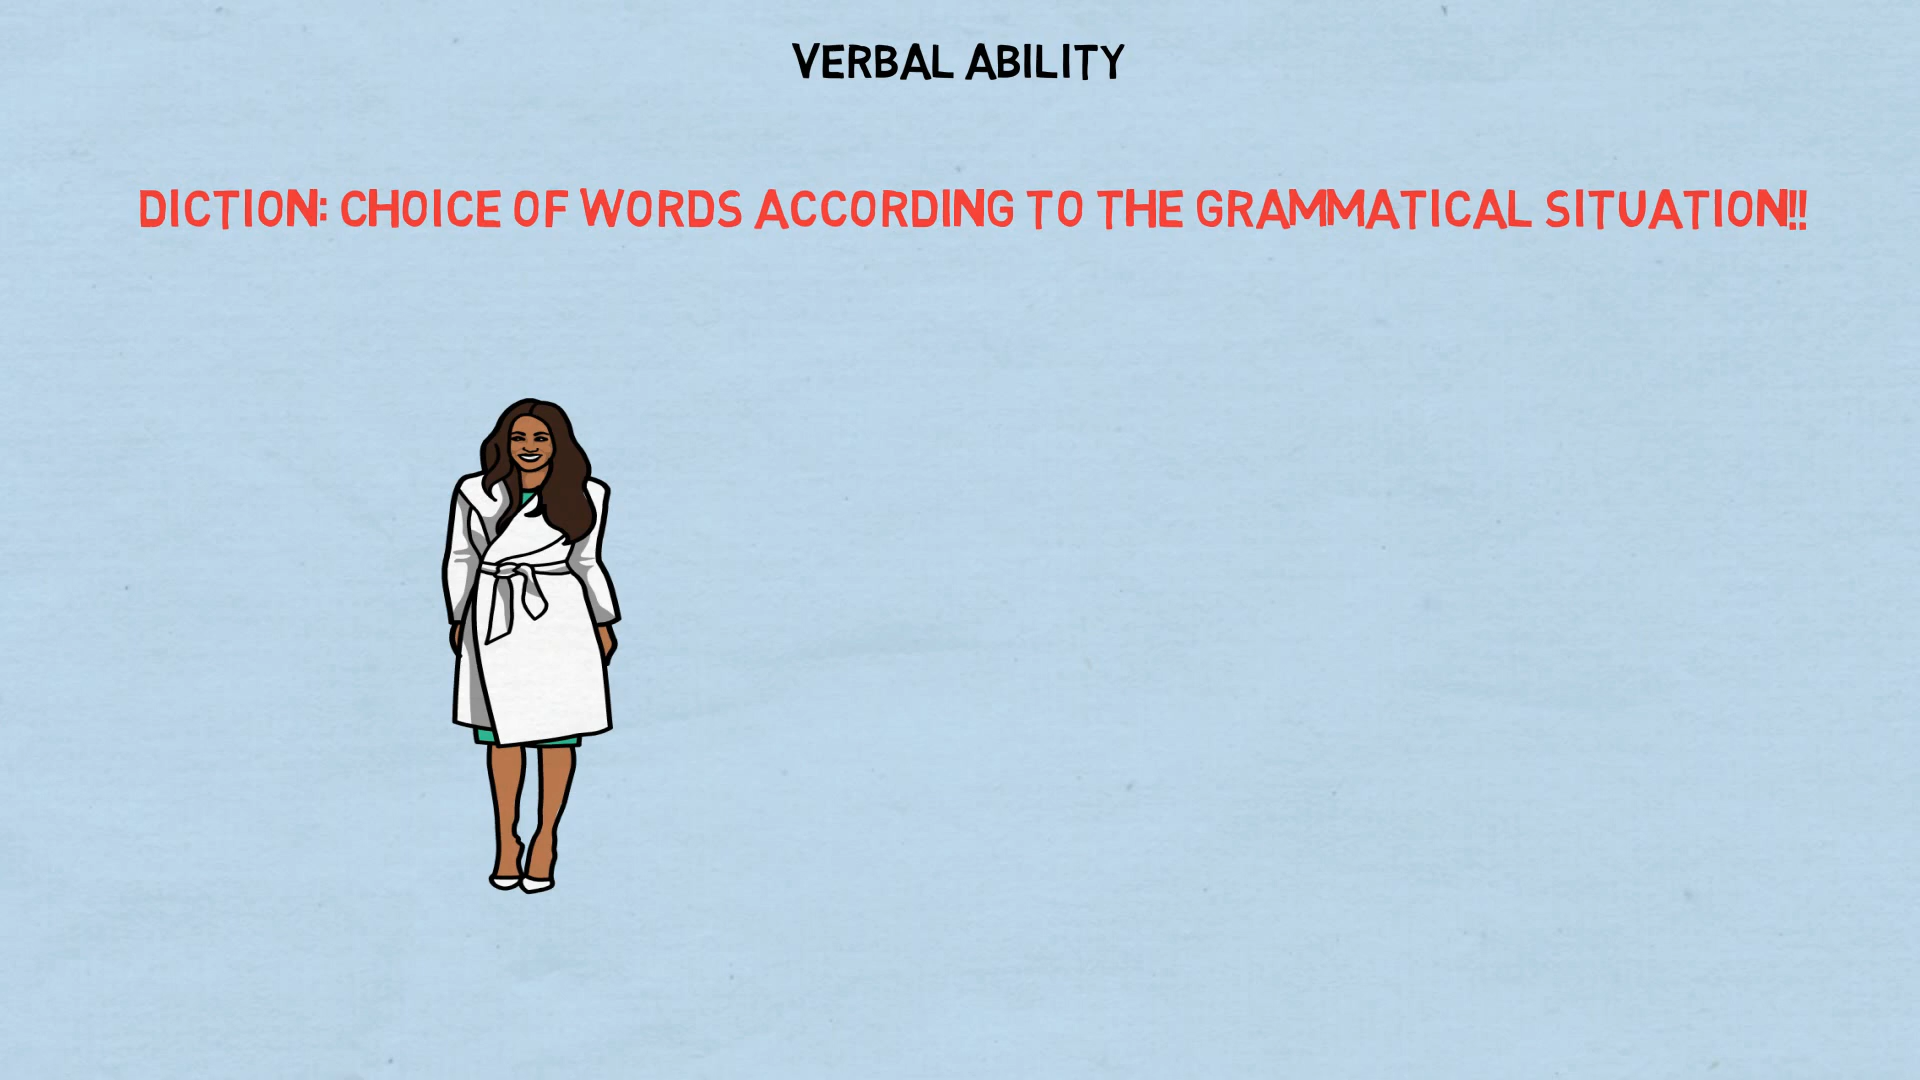 VERBAL ABILITY
DICTION: CHOICE OF WORDS ACCORDING TO THE GRAMMATICAL SITUATION!!